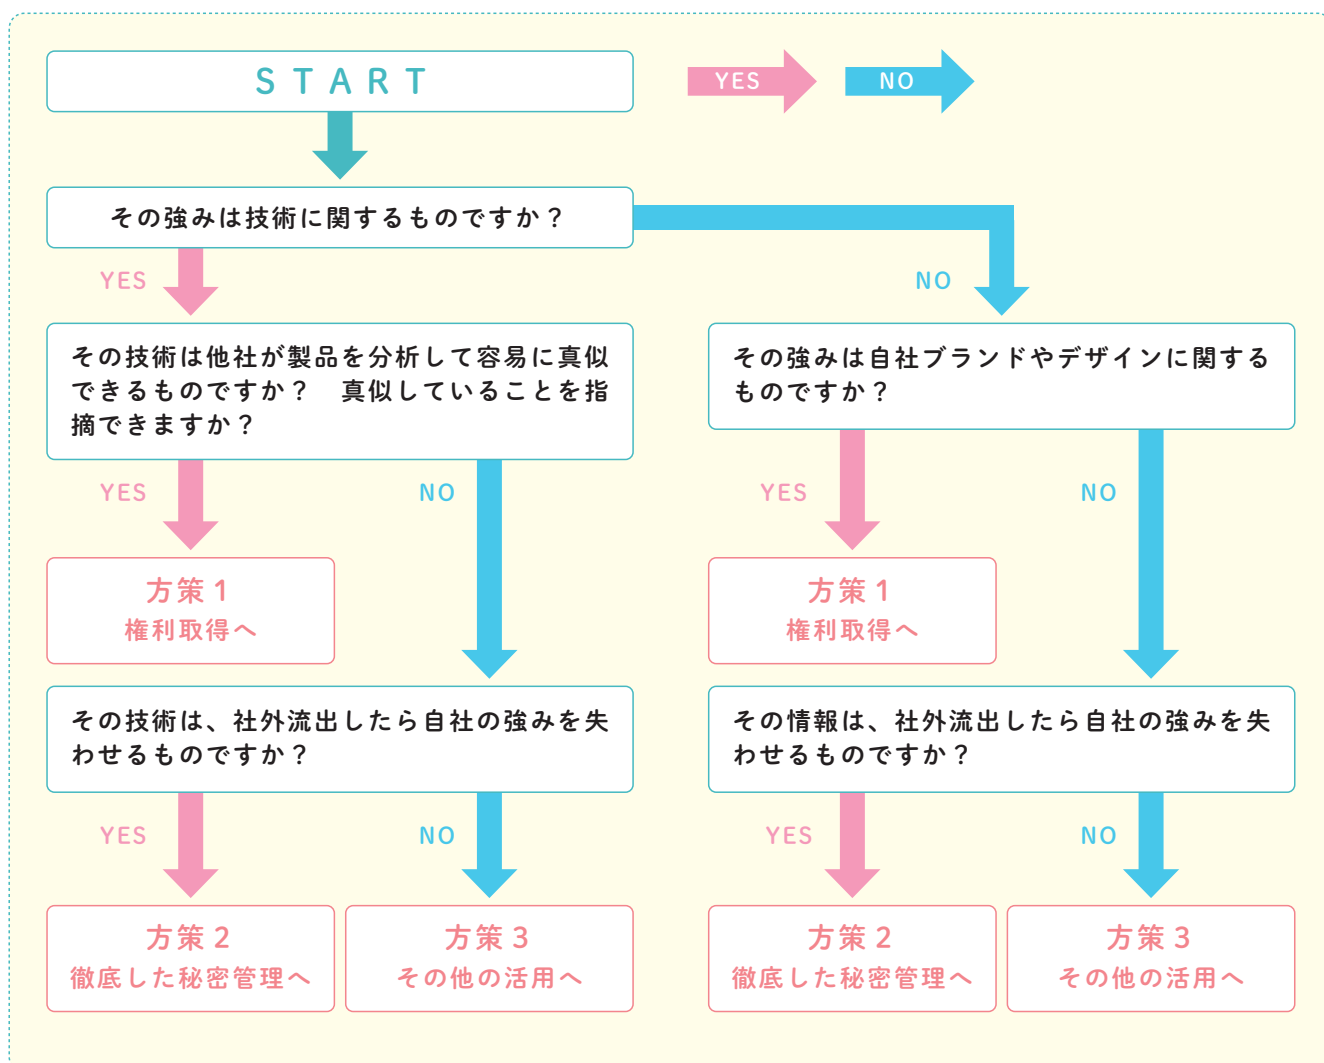 START
YES
NO
その強みは技術に関するものですか？
YES
NO
その技術は他社が製品を分析して容易に真似
できるものですか？　真似していることを指
摘できますか？
その強みは自社ブランドやデザインに関する
ものですか？
YES
NO
YES
NO
方策1
権利取得へ
方策1
権利取得へ
その技術は、社外流出したら自社の強みを失
わせるものですか？
その情報は、社外流出したら自社の強みを失
わせるものですか？
YES
NO
YES
NO
方策2
徹底した秘密管理へ
方策3
その他の活用へ
方策2
徹底した秘密管理へ
方策3
その他の活用へ